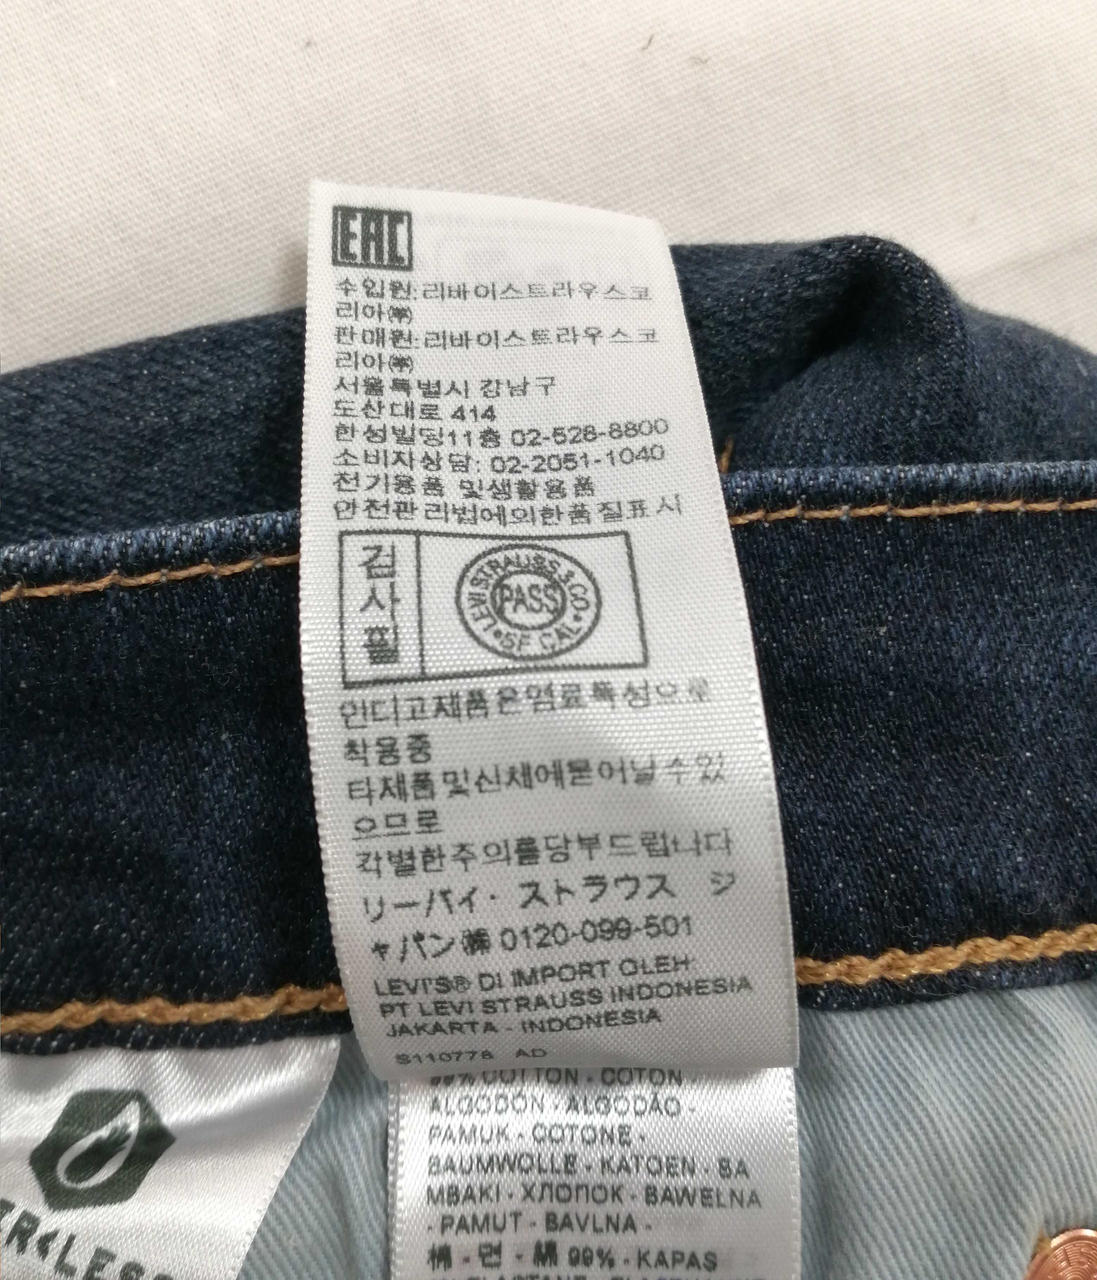 EAC
수입원:리바이스트라우스코
리아㈜
판매원:리바이스트라우스코
리아㈜
서울특별시 강남구
도산대로 414
한성빌딩11층 02-528-8800
소비자상담: 02-2051-1040
전기용품 및생활용품
안전관리법에의한품질표시
검사필
LEVI STRAUSS & CO
PASS
SF CAL
인디고제품은염료특성으로
착용중
타제품및신체에묻어날수있
으므로
각별한주의를당부드립니다
リーバイ・ストラウス ジ
ャパン㈱ 0120-099-501
LEVI'S® DI IMPORT OLEH
PT LEVI STRAUSS INDONESIA
JAKARTA - INDONESIA
S110778 AD
99% COTTON - COTON
ALGODÓN - ALGODÃO -
PAMUK - COTONE -
BAUMWOLLE - KATOEN - BA
MBAKI - ХЛОПОК - BAWELNA
- PAMUT - BAVLNA -
棉 - 면 - 綿 99% - KAPAS